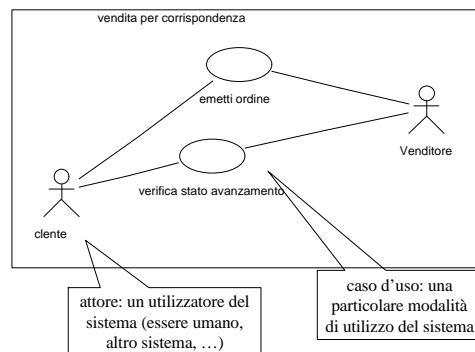 vendita per corrispondenza
emetti ordine
Venditore
verifica stato avanzamento
clente
attore: un utilizzatore del
sistema (essere umano,
altro sistema, …)
caso d'uso: una
particolare modalità
di utilizzo del sistema